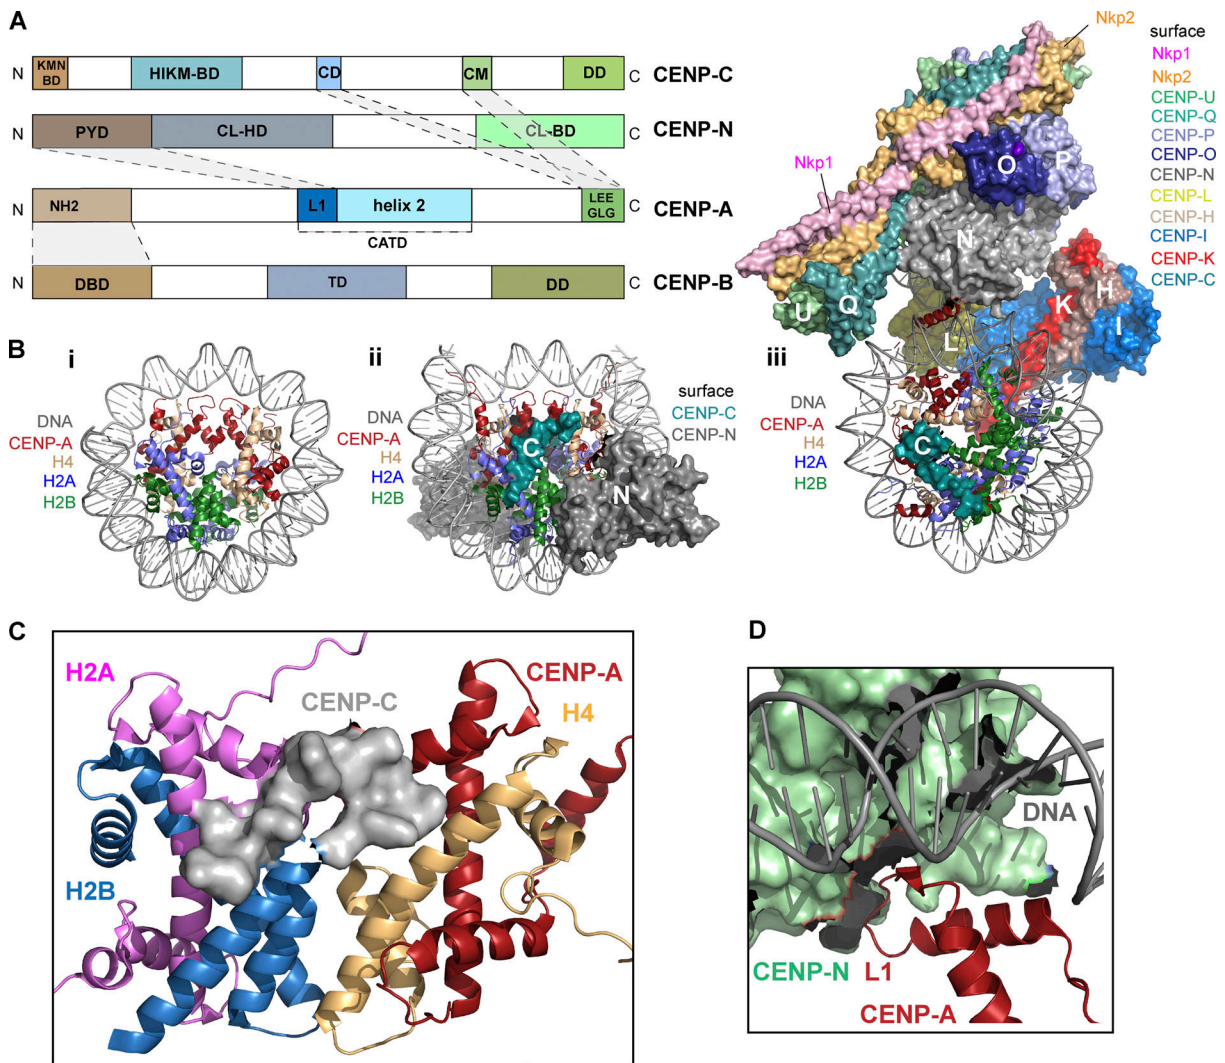 A
N
KMN
BD
HIKM-BD
CD
CM
DD
C
CENP-C
N
PYD
CL-HD
CL-BD
C
CENP-N
N
NH2
L1
helix 2
LEE
GLG
C
CENP-A
CATD
N
DBD
TD
DD
C
CENP-B
Nkp2
Nkp1
O
P
N
U
Q
L
K
H
I
surface
Nkp1
Nkp2
CENP-U
CENP-Q
CENP-P
CENP-O
CENP-N
CENP-L
CENP-H
CENP-I
CENP-K
CENP-C
B
i
DNA
CENP-A
H4
H2A
H2B
ii
DNA
CENP-A
H4
H2A
H2B
C
N
surface
CENP-C
CENP-N
iii
DNA
CENP-A
H4
H2A
H2B
C
C
H2A
CENP-C
CENP-A
H4
H2B
D
DNA
CENP-N
L1
CENP-A